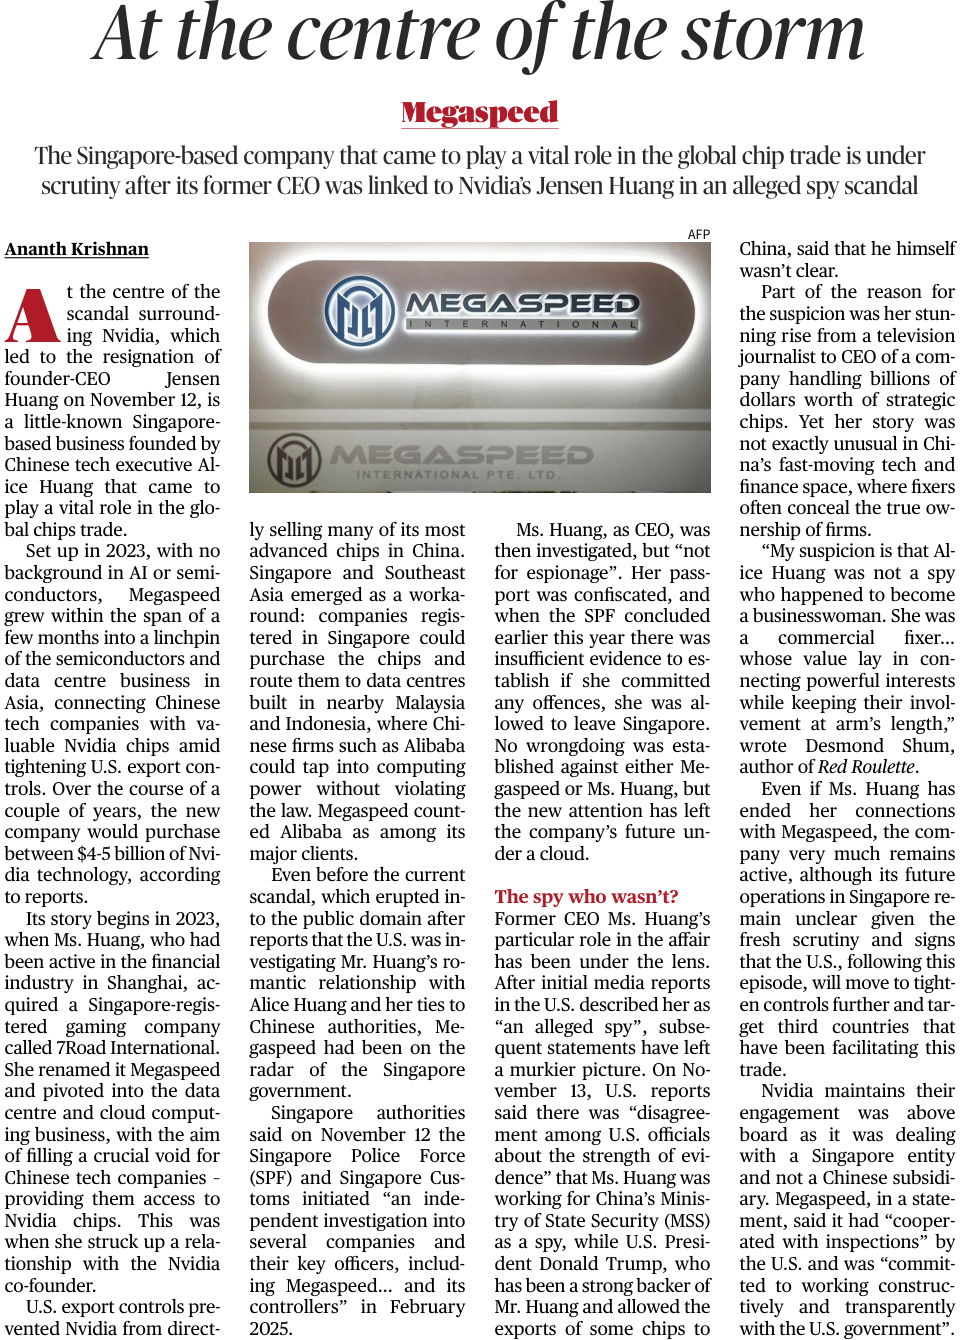 At the centre of the storm
Megaspeed
The Singapore-based company that came to play a vital role in the global chip trade is under
scrutiny after its former CEO was linked to Nvidia's Jensen Huang in an alleged spy scandal
Ananth Krishnan
At the centre of the
scandal surround-
ing Nvidia, which
led to the resignation of
founder-CEO Jensen
Huang on November 12, is
a little-known Singapore-
based business founded by
Chinese tech executive Al-
ice Huang that came to
play a vital role in the glo-
bal chips trade.
Set up in 2023, with no
background in AI or semi-
conductors, Megaspeed
grew within the span of a
few months into a linchpin
of the semiconductors and
data centre business in
Asia, connecting Chinese
tech companies with va-
luable Nvidia chips amid
tightening U.S. export con-
trols. Over the course of a
couple of years, the new
company would purchase
between $4-5 billion of Nvi-
dia technology, according
to reports.
Its story begins in 2023,
when Ms. Huang, who had
been active in the financial
industry in Shanghai, ac-
quired a Singapore-regis-
tered gaming company
called 7Road International.
She renamed it Megaspeed
and pivoted into the data
centre and cloud comput-
ing business, with the aim
of filling a crucial void for
Chinese tech companies –
providing them access to
Nvidia chips. This was
when she struck up a rela-
tionship with the Nvidia
co-founder.
U.S. export controls pre-
vented Nvidia from direct-
AFP
MEGASPEED
INTERNATIONAL
MEGASPEED
INTERNATIONAL PTE. LTD.
ly selling many of its most
advanced chips in China.
Singapore and Southeast
Asia emerged as a worka-
round: companies regis-
tered in Singapore could
purchase the chips and
route them to data centres
built in nearby Malaysia
and Indonesia, where Chi-
nese firms such as Alibaba
could tap into computing
power without violating
the law. Megaspeed count-
ed Alibaba as among its
major clients.
Even before the current
scandal, which erupted in-
to the public domain after
reports that the U.S. was in-
vestigating Mr. Huang's ro-
mantic relationship with
Alice Huang and her ties to
Chinese authorities, Me-
gaspeed had been on the
radar of the Singapore
government.
Singapore authorities
said on November 12 the
Singapore Police Force
(SPF) and Singapore Cus-
toms initiated “an inde-
pendent investigation into
several companies and
their key officers, includ-
ing Megaspeed... and its
controllers” in February
2025.
Ms. Huang, as CEO, was
then investigated, but “not
for espionage”. Her pass-
port was confiscated, and
when the SPF concluded
earlier this year there was
insufficient evidence to es-
tablish if she committed
any offences, she was al-
lowed to leave Singapore.
No wrongdoing was esta-
blished against either Me-
gaspeed or Ms. Huang, but
the new attention has left
the company's future un-
der a cloud.
The spy who wasn't?
Former CEO Ms. Huang's
particular role in the affair
has been under the lens.
After initial media reports
in the U.S. described her as
“an alleged spy”, subse-
quent statements have left
a murkier picture. On No-
vember 13, U.S. reports
said there was “disagree-
ment among U.S. officials
about the strength of evi-
dence” that Ms. Huang was
working for China's Minis-
try of State Security (MSS)
as a spy, while U.S. Presi-
dent Donald Trump, who
has been a strong backer of
Mr. Huang and allowed the
exports of some chips to
China, said that he himself
wasn't clear.
Part of the reason for
the suspicion was her stun-
ning rise from a television
journalist to CEO of a com-
pany handling billions of
dollars worth of strategic
chips. Yet her story was
not exactly unusual in Chi-
na's fast-moving tech and
finance space, where fixers
often conceal the true ow-
nership of firms.
“My suspicion is that Al-
ice Huang was not a spy
who happened to become
a businesswoman. She was
a commercial fixer...
whose value lay in con-
necting powerful interests
while keeping their invol-
vement at arm's length,”
wrote Desmond Shum,
author of Red Roulette.
Even if Ms. Huang has
ended her connections
with Megaspeed, the com-
pany very much remains
active, although its future
operations in Singapore re-
main unclear given the
fresh scrutiny and signs
that the U.S., following this
episode, will move to tight-
en controls further and tar-
get third countries that
have been facilitating this
trade.
Nvidia maintains their
engagement was above
board as it was dealing
with a Singapore entity
and not a Chinese subsidi-
ary. Megaspeed, in a state-
ment, said it had “cooper-
ated with inspections” by
the U.S. and was “commit-
ted to working construc-
tively and transparently
with the U.S. government”.